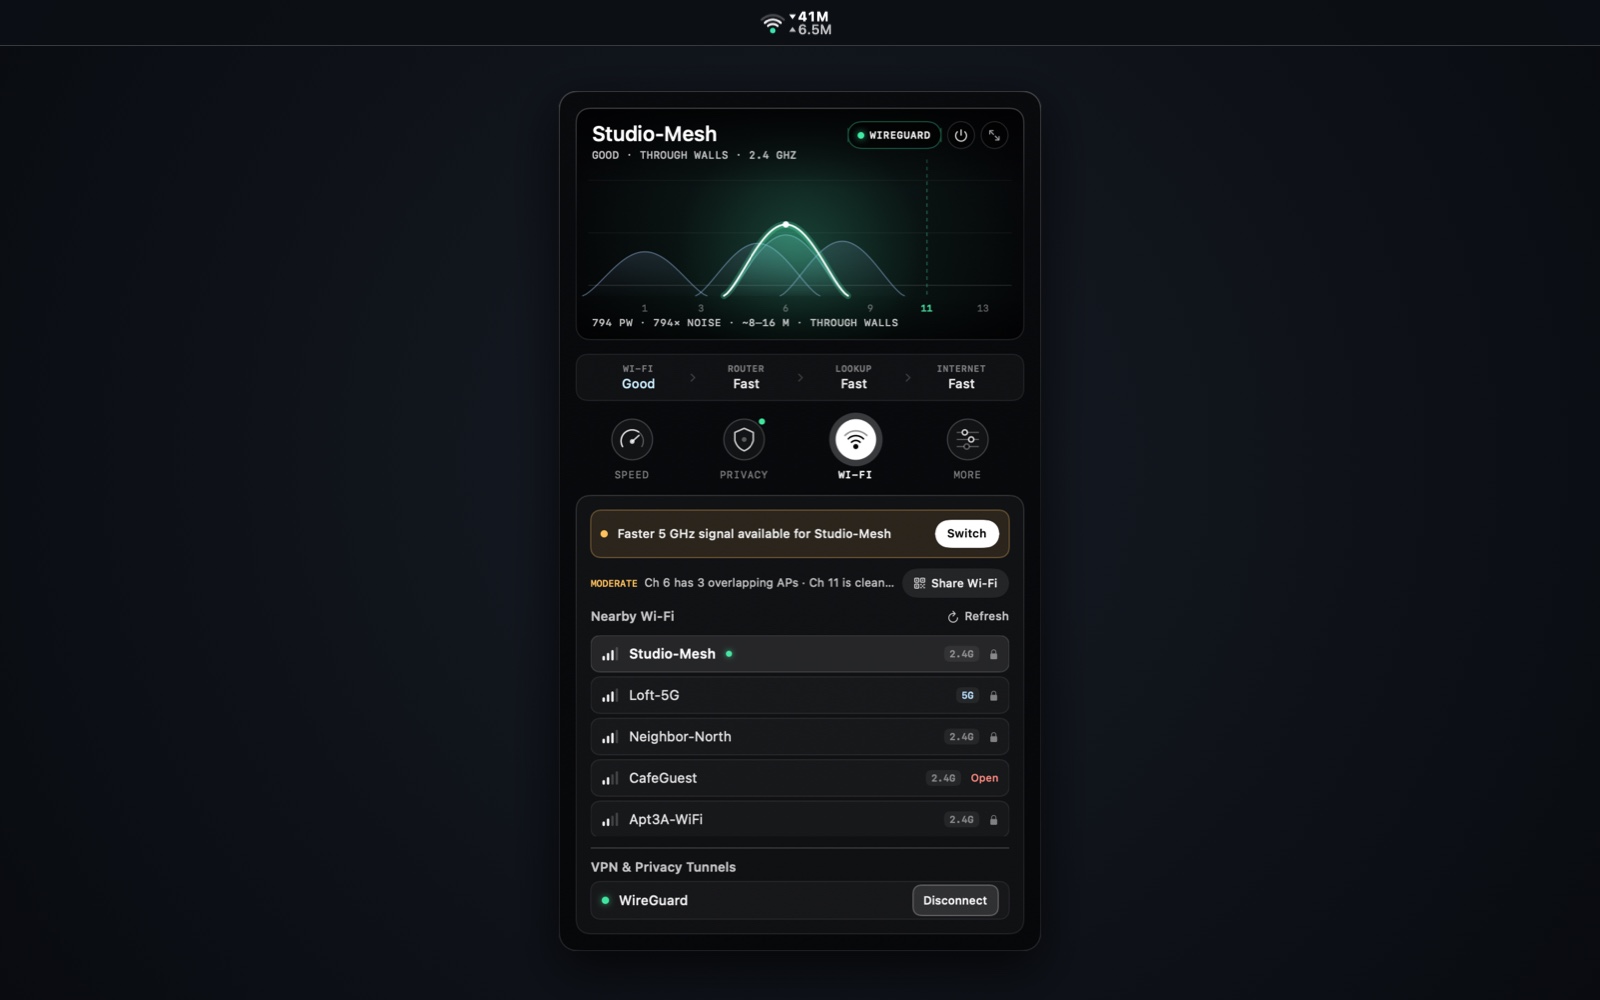 41M
6.5M
Studio-Mesh
WIREGUARD
GOOD · THROUGH WALLS · 2.4 GHZ
1 3 6 9 11 13
794 PW · 794× NOISE · ~8–16 M · THROUGH WALLS
WI-FI ROUTER LOOKUP INTERNET
Good Fast Fast Fast
SPEED PRIVACY WI-FI MORE
Faster 5 GHz signal available for Studio-Mesh Switch
MODERATE Ch 6 has 3 overlapping APs · Ch 11 is clean... Share Wi-Fi
Nearby Wi-Fi Refresh
Studio-Mesh 2.4G
Loft-5G 5G
Neighbor-North 2.4G
CafeGuest 2.4G Open
Apt3A-WiFi 2.4G
VPN & Privacy Tunnels
WireGuard Disconnect